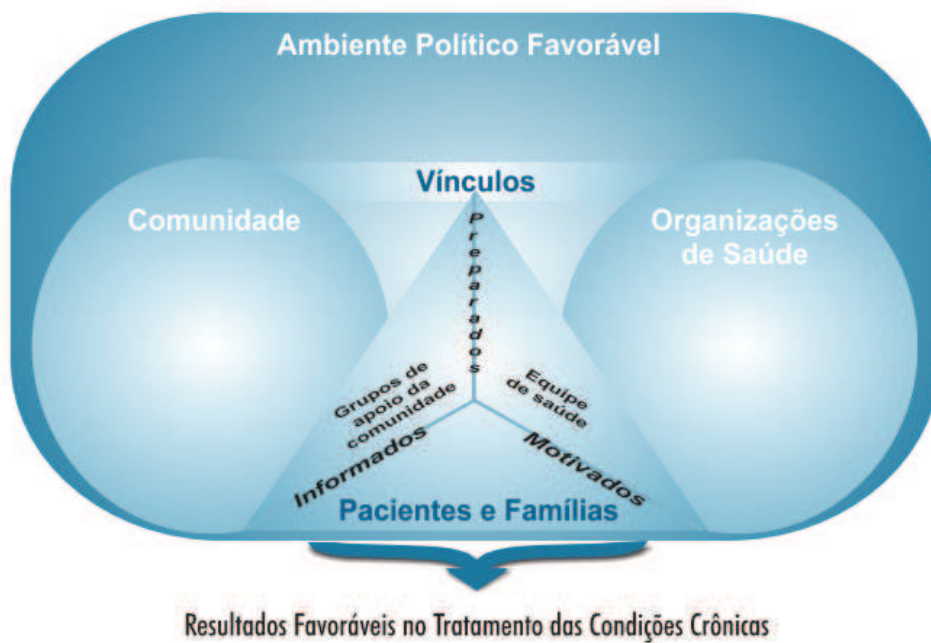 Ambiente Político Favorável
Vínculos
Comunidade
Organizações
de Saúde
Preparados
Grupos de
apoio da
comunidade
Equipe
de saúde
Informados
Motivados
Pacientes e Famílias
Resultados Favoráveis no Tratamento das Condições Crônicas